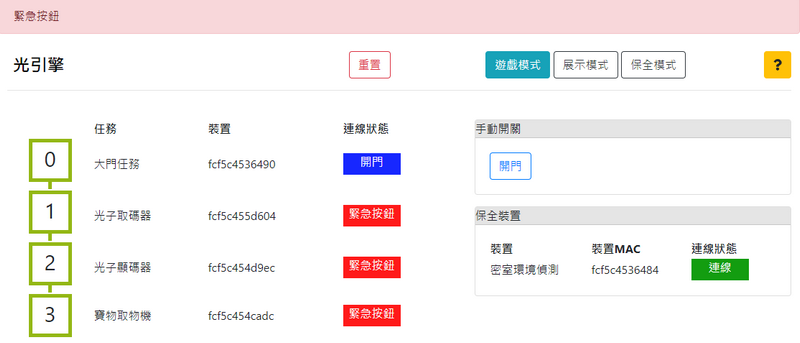 緊急按鈕
光引擎 重置 遊戲模式 展示模式 保全模式 ?
任務 裝置 連線狀態
0 大門任務 fcf5c4536490 開門
1 光子取碼器 fcf5c455d604 緊急按鈕
2 光子顯碼器 fcf5c454d9ec 緊急按鈕
3 寶物取物機 fcf5c454cadc 緊急按鈕
手動開關
開門
保全裝置
裝置 裝置MAC 連線狀態
密室環境偵測 fcf5c4536484 連線